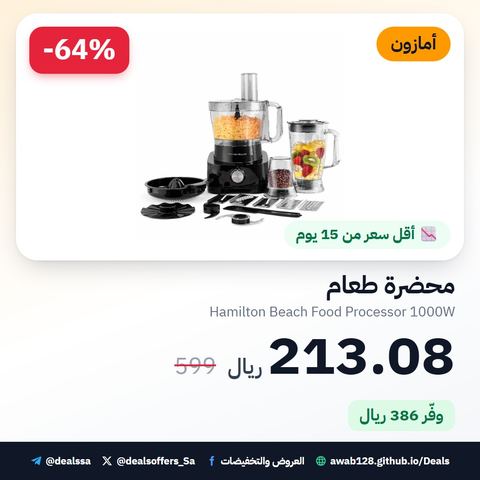 -64%
أمازون
أقل سعر من 15 يوم
محضرة طعام
Hamilton Beach Food Processor 1000W
213.08 ريال 599
وفّر 386 ريال
awab128.github.io/Deals العروض والتخفيضات @dealsoffers_Sa @dealssa